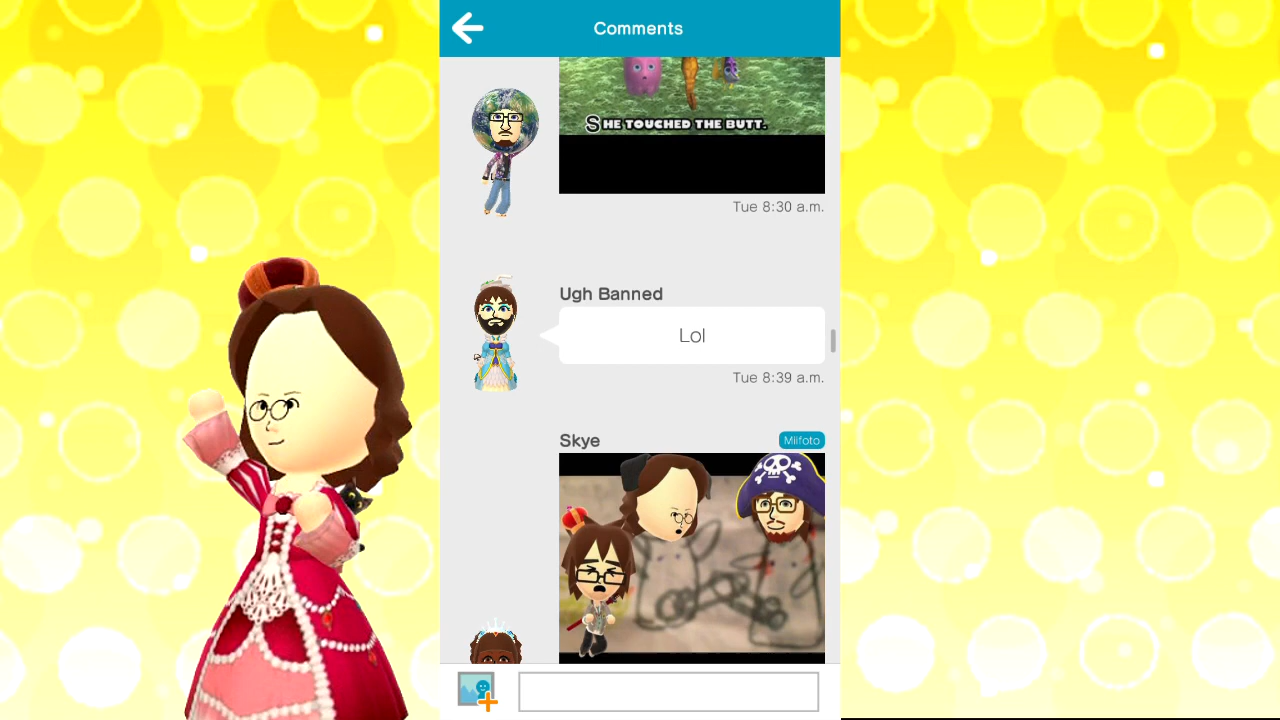 Comments
SHE TOUCHED THE BUTT.
Tue 8:30 a.m.
Ugh Banned
Lol
Tue 8:39 a.m.
Skye
Miifoto